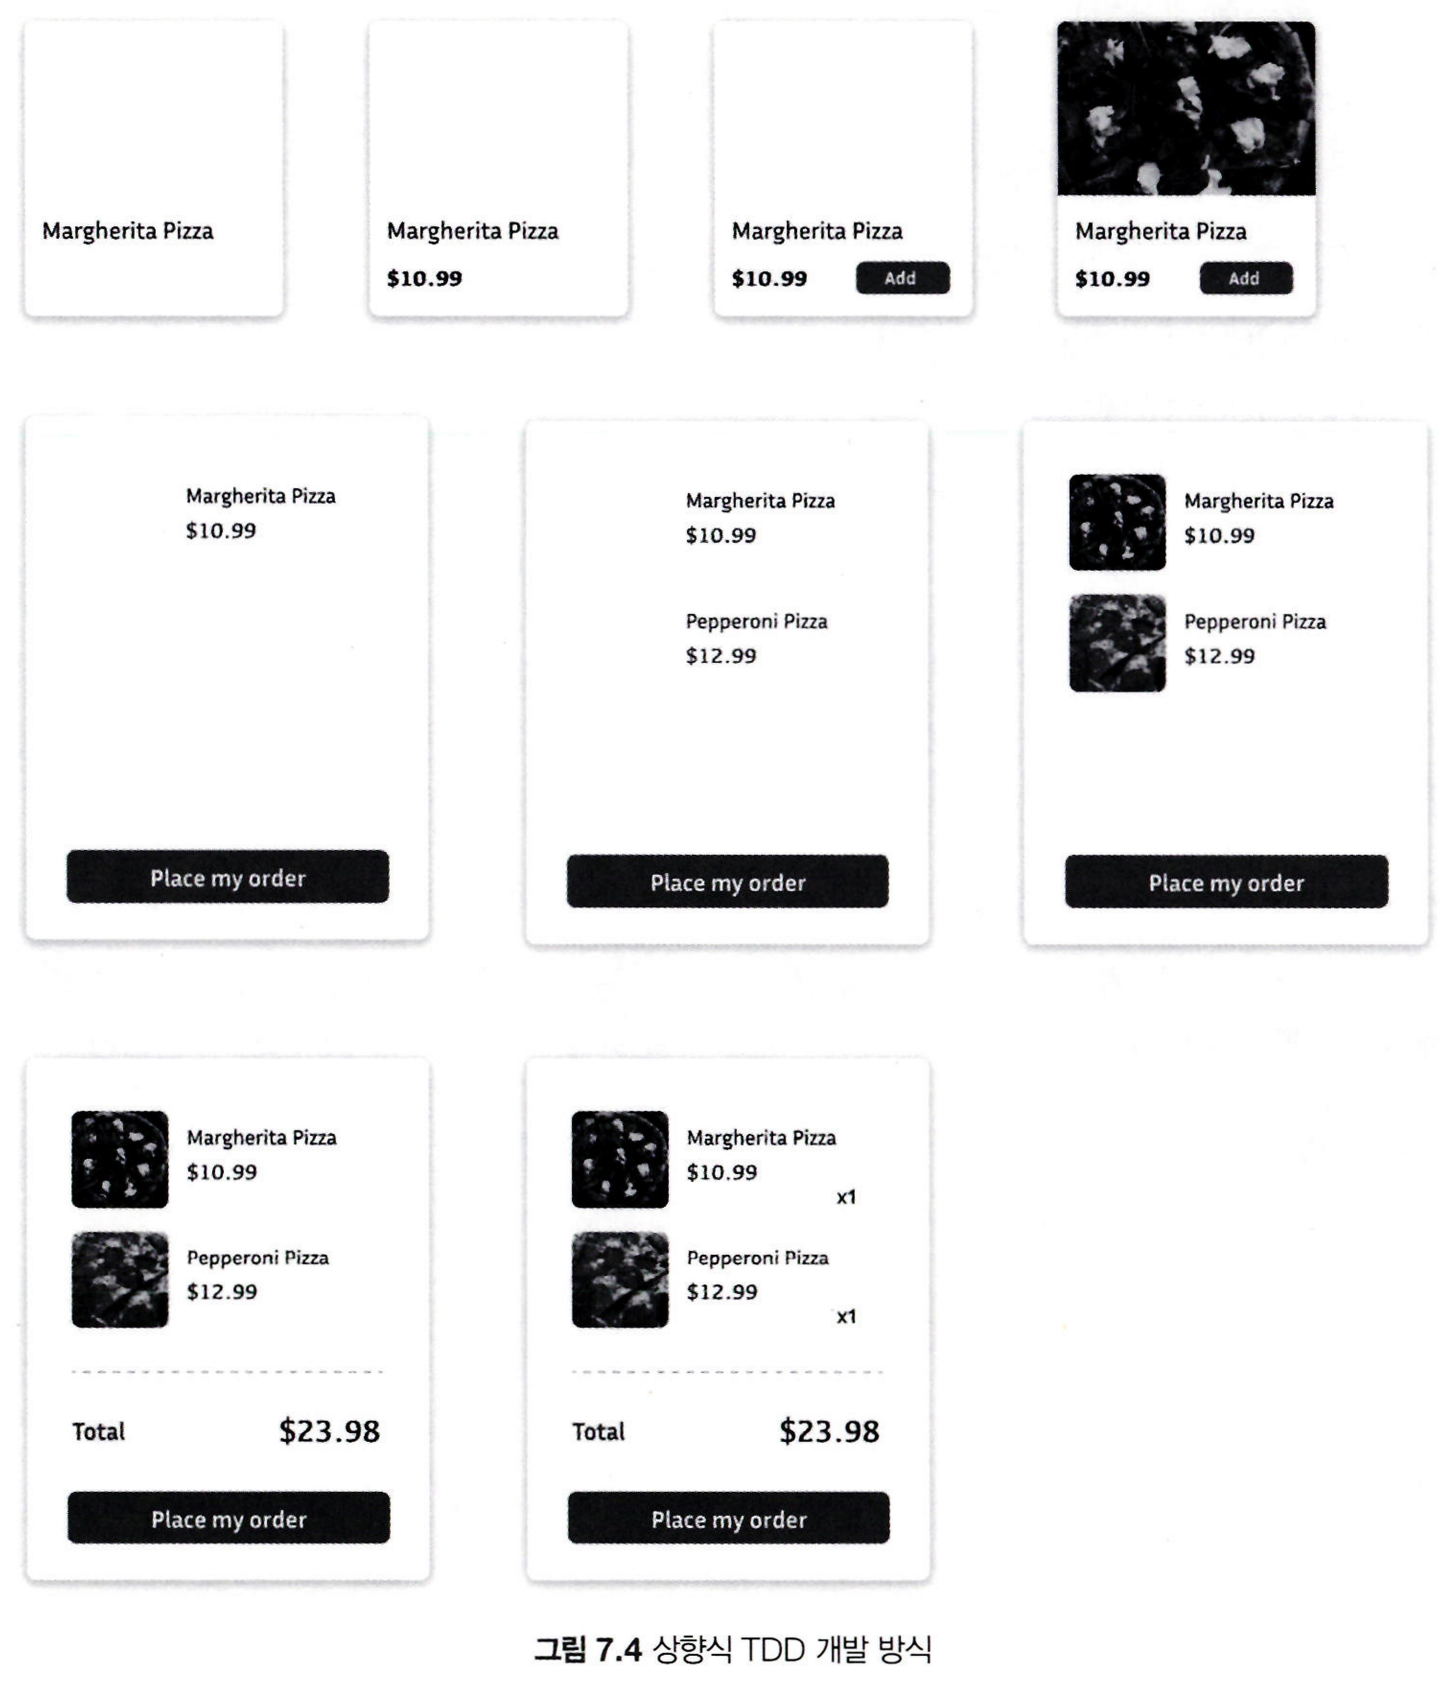 Margherita Pizza
Margherita Pizza
$10.99
Margherita Pizza
$10.99 Add
Margherita Pizza
$10.99 Add
Margherita Pizza
$10.99
Place my order
Margherita Pizza
$10.99
Pepperoni Pizza
$12.99
Place my order
Margherita Pizza
$10.99
Pepperoni Pizza
$12.99
Place my order
Margherita Pizza
$10.99
Pepperoni Pizza
$12.99
Total $23.98
Place my order
Margherita Pizza
$10.99
x1
Pepperoni Pizza
$12.99
x1
Total $23.98
Place my order
그림 7.4 상향식 TDD 개발 방식